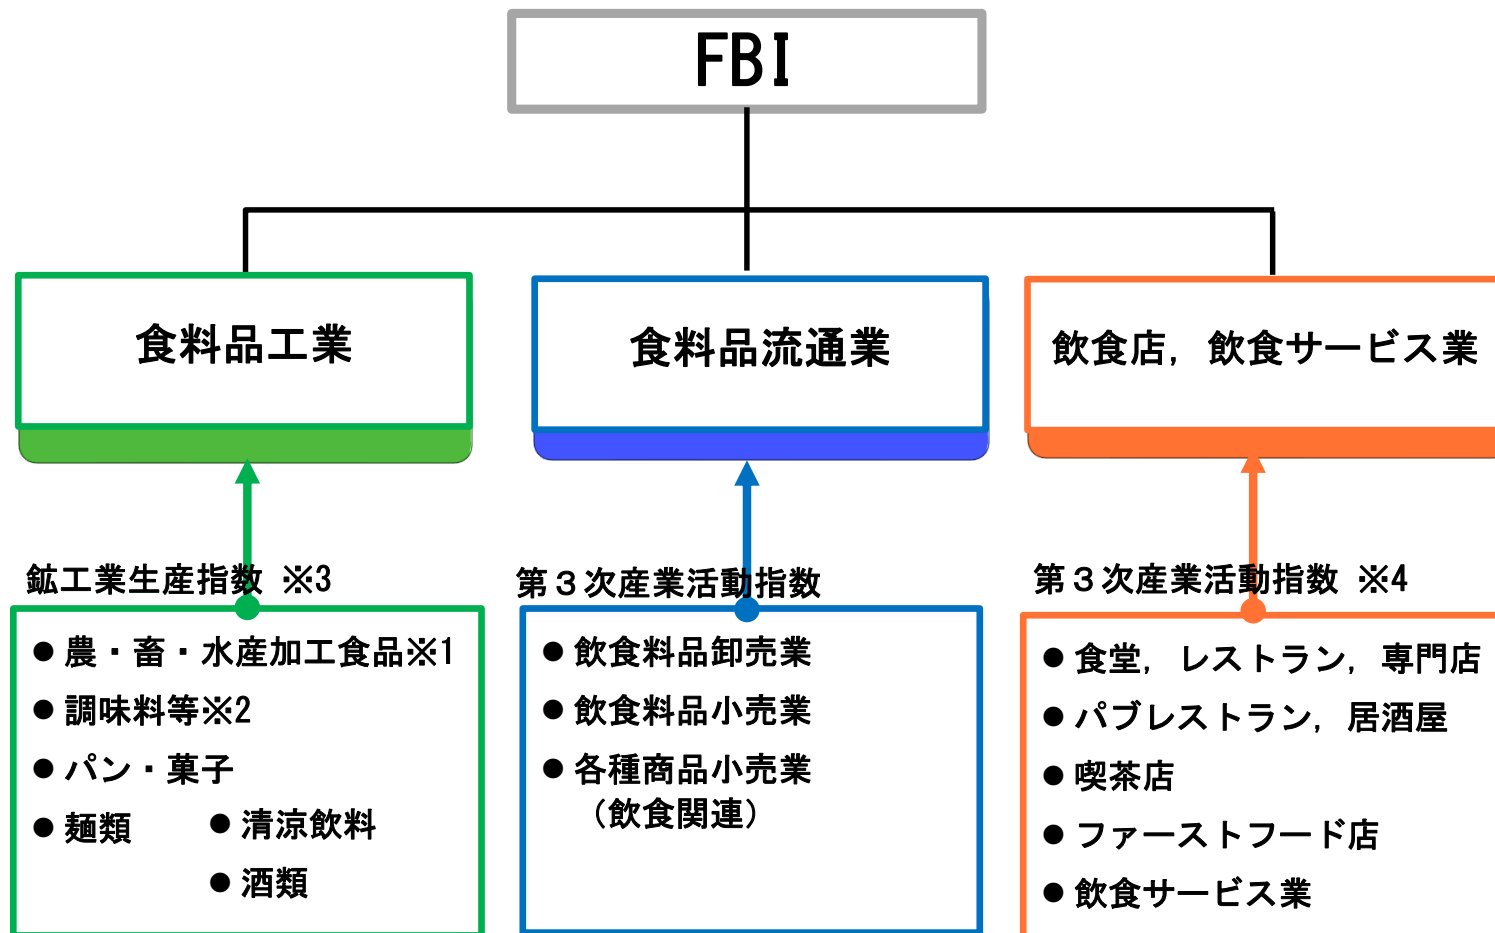 FBI
食料品工業
食料品流通業
飲食店，飲食サービス業
鉱工業生産指数 ※3
●農・畜・水産加工食品※1
●調味料等※2
●パン・菓子
●麺類
●清涼飲料
●酒類
第３次産業活動指数
●飲食料品卸売業
●飲食料品小売業
●各種商品小売業
（飲食関連）
第３次産業活動指数 ※4
●食堂，レストラン，専門店
●パブレストラン，居酒屋
●喫茶店
●ファーストフード店
●飲食サービス業